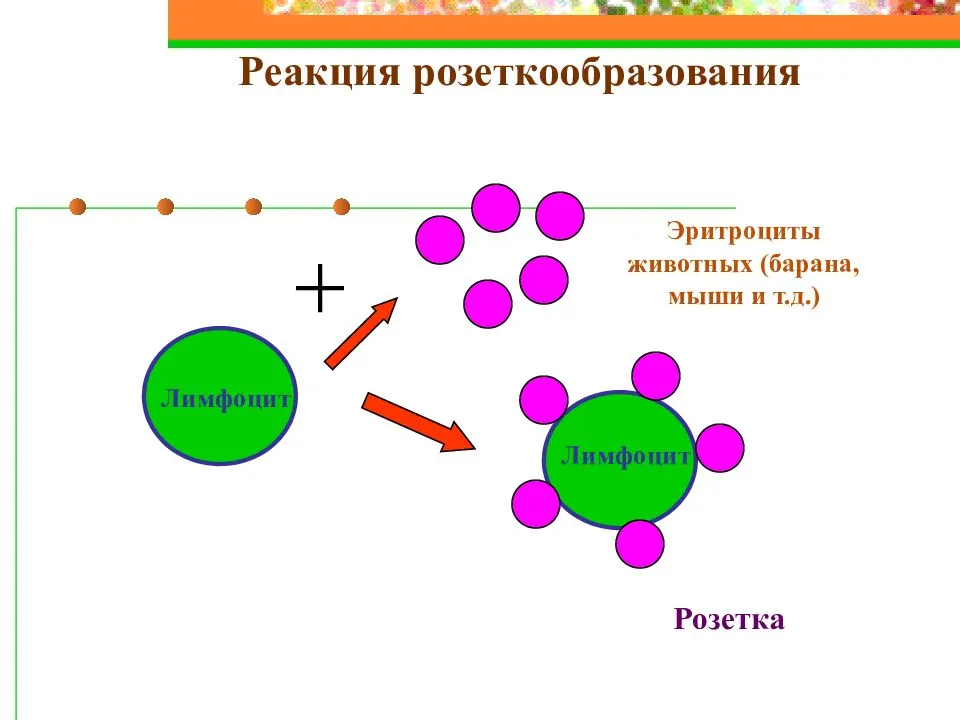 Реакция розеткообразования
Эритроциты
животных (барана,
мыши и т.д.)
+
Лимфоцит
Лимфоцит
Розетка